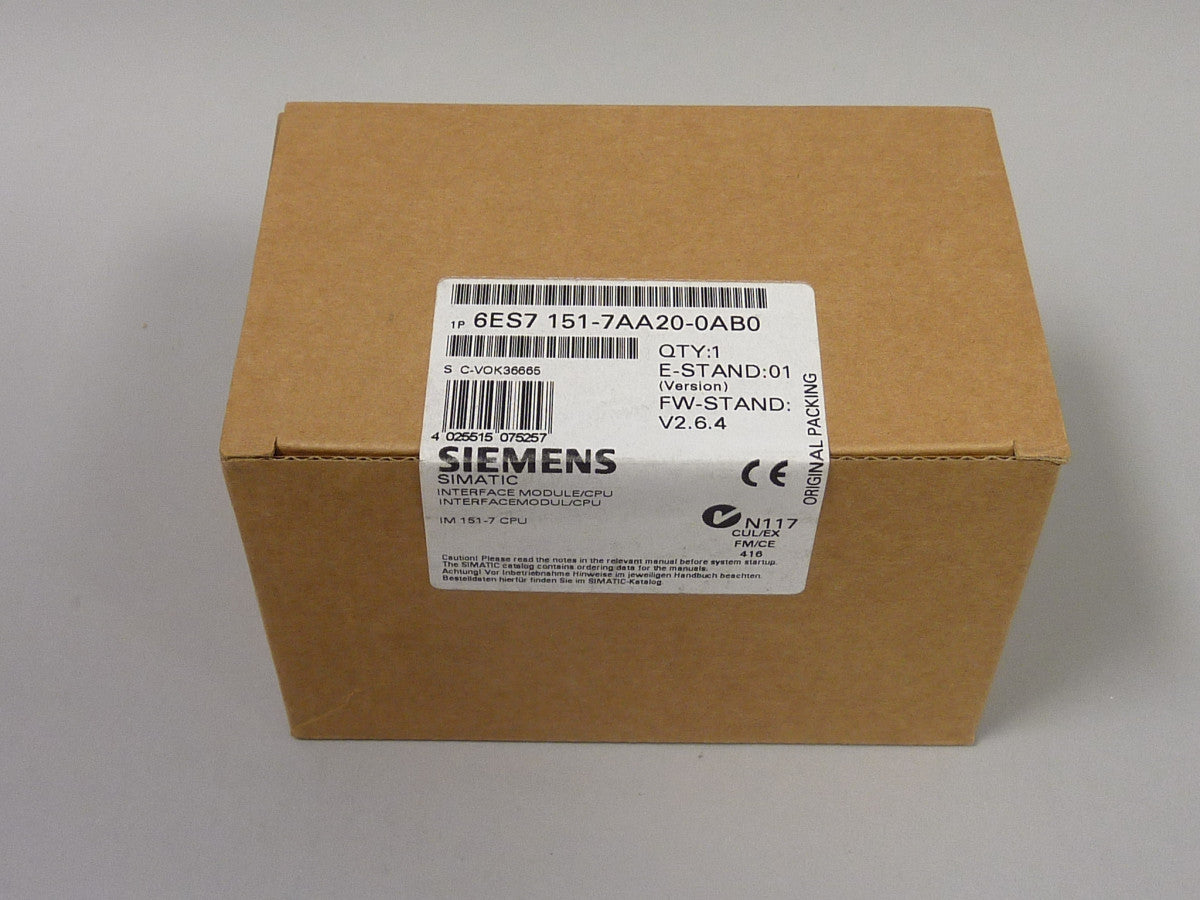 1P 6ES7 151-7AA20-0AB0
S C-VOK36665
QTY:1
E-STAND:01
(Version)
FW-STAND:
V2.6.4
4 025515 075257
SIEMENS
SIMATIC
INTERFACE MODULE/CPU
INTERFACEMODUL/CPU
IM 151-7 CPU
CE
N117
CUL/EX
FM/CE
416
ORIGINAL PACKING
Caution! Please read the notes in the relevant manual before system startup.
The SIMATIC catalog contains ordering data for the manuals.
Achtung! Vor Inbetriebnahme Hinweise im jeweiligen Handbuch beachten.
Bestelldaten hierfür finden Sie im SIMATIC-Katalog.